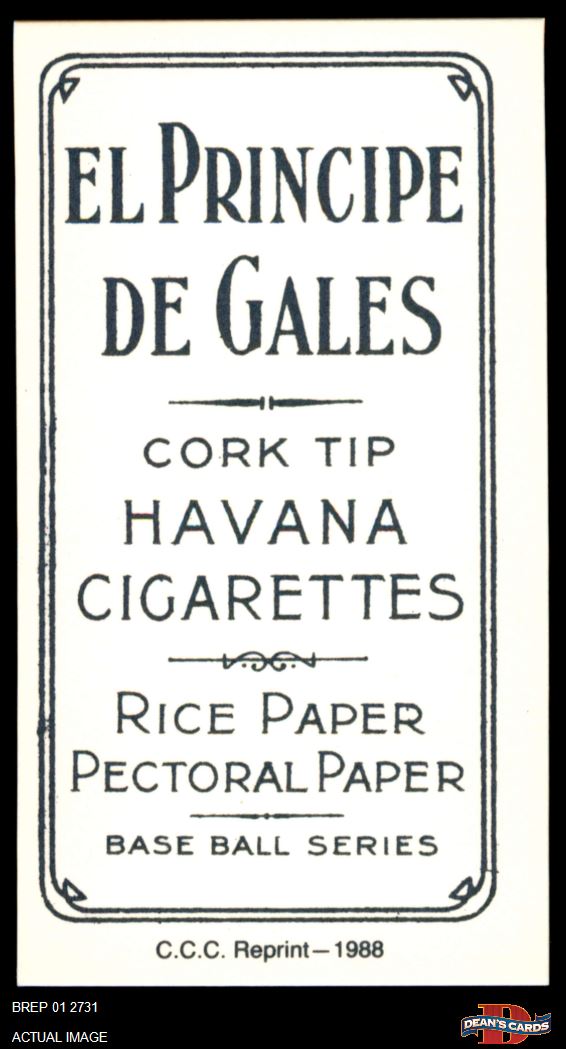 EL PRINCIPE
DE GALES
CORK TIP
HAVANA
CIGARETTES
RICE PAPER
PECTORAL PAPER
BASE BALL SERIES
C.C.C. Reprint—1988
BREP 01 2731
ACTUAL IMAGE
D
DEAN'S CARDS